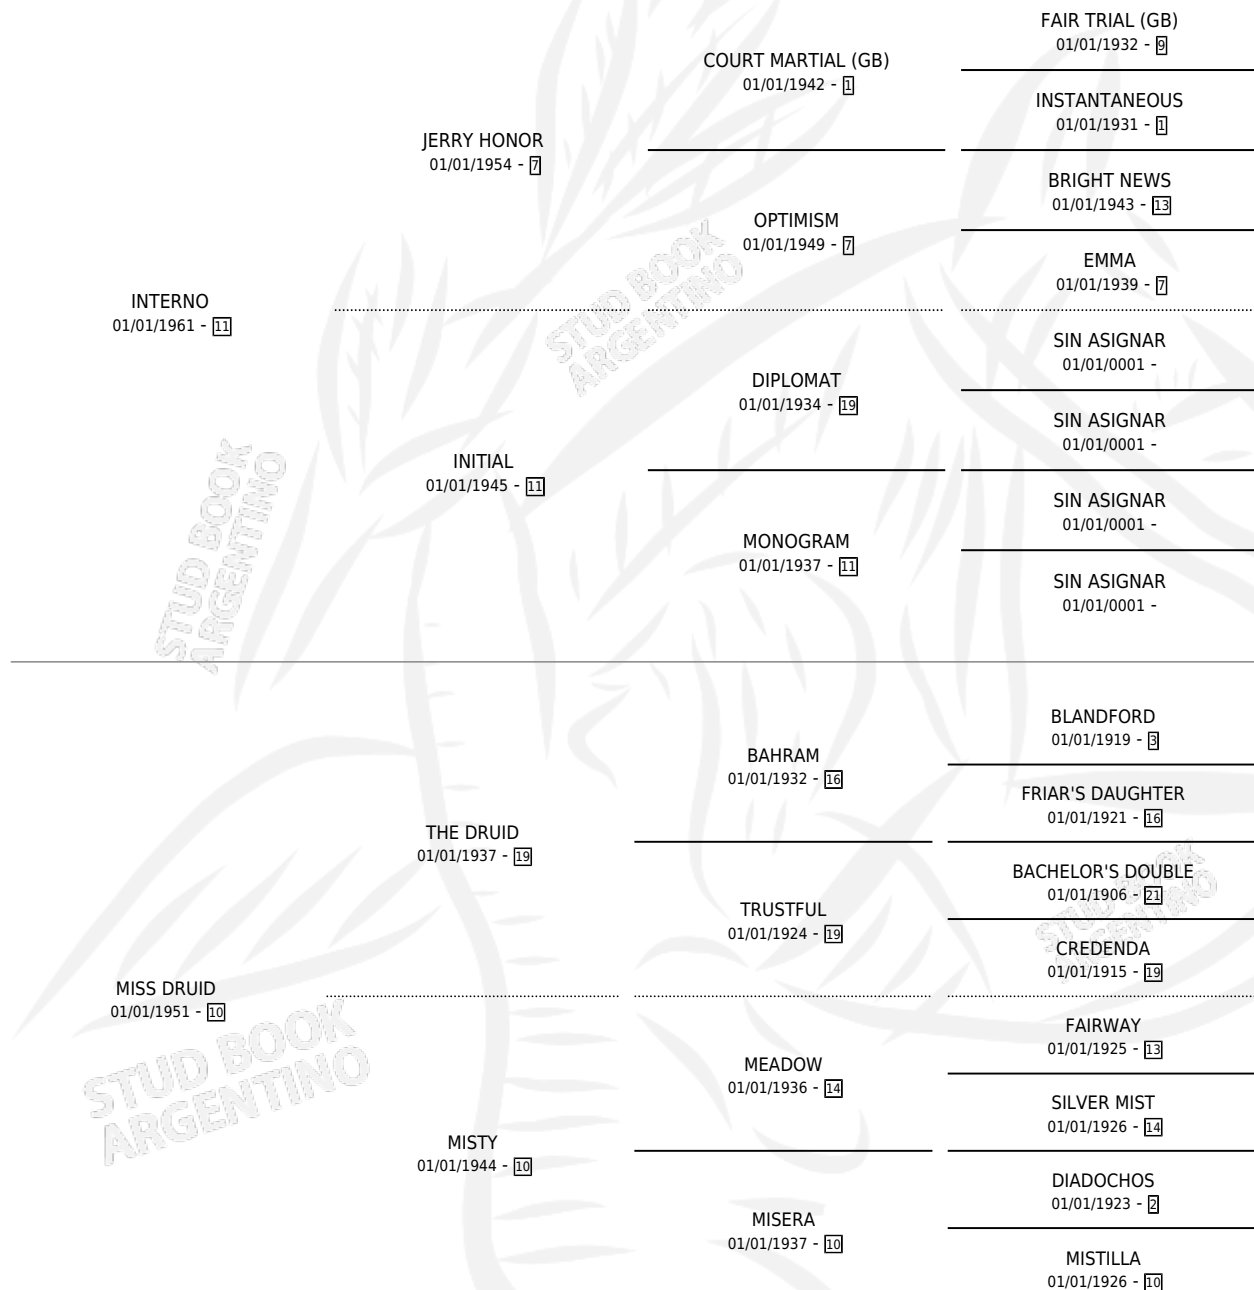 FAIR TRIAL (GB)
01/01/1932 - 9
COURT MARTIAL (GB)
01/01/1942 - 1
INSTANTANEOUS
01/01/1931 - 1
JERRY HONOR
01/01/1954 - 7
BRIGHT NEWS
01/01/1943 - 13
OPTIMISM
01/01/1949 - 7
EMMA
01/01/1939 - 7
INTERNO
01/01/1961 - 11
SIN ASIGNAR
01/01/0001 -
DIPLOMAT
01/01/1934 - 19
SIN ASIGNAR
01/01/0001 -
INITIAL
01/01/1945 - 11
SIN ASIGNAR
01/01/0001 -
MONOGRAM
01/01/1937 - 11
SIN ASIGNAR
01/01/0001 -
BLANDFORD
01/01/1919 - 3
BAHRAM
01/01/1932 - 16
FRIAR'S DAUGHTER
01/01/1921 - 16
THE DRUID
01/01/1937 - 19
BACHELOR'S DOUBLE
01/01/1906 - 21
TRUSTFUL
01/01/1924 - 19
CREDENDA
01/01/1915 - 19
MISS DRUID
01/01/1951 - 10
FAIRWAY
01/01/1925 - 13
MEADOW
01/01/1936 - 14
SILVER MIST
01/01/1926 - 14
MISTY
01/01/1944 - 10
DIADOCHOS
01/01/1923 - 2
MISERA
01/01/1937 - 10
MISTILLA
01/01/1926 - 10
STUD BOOK
ARGENTINO
STUD BOOK
ARGENTINO
STUD BOOK
ARGENTINO
STUD BOOK
ARGENTINO